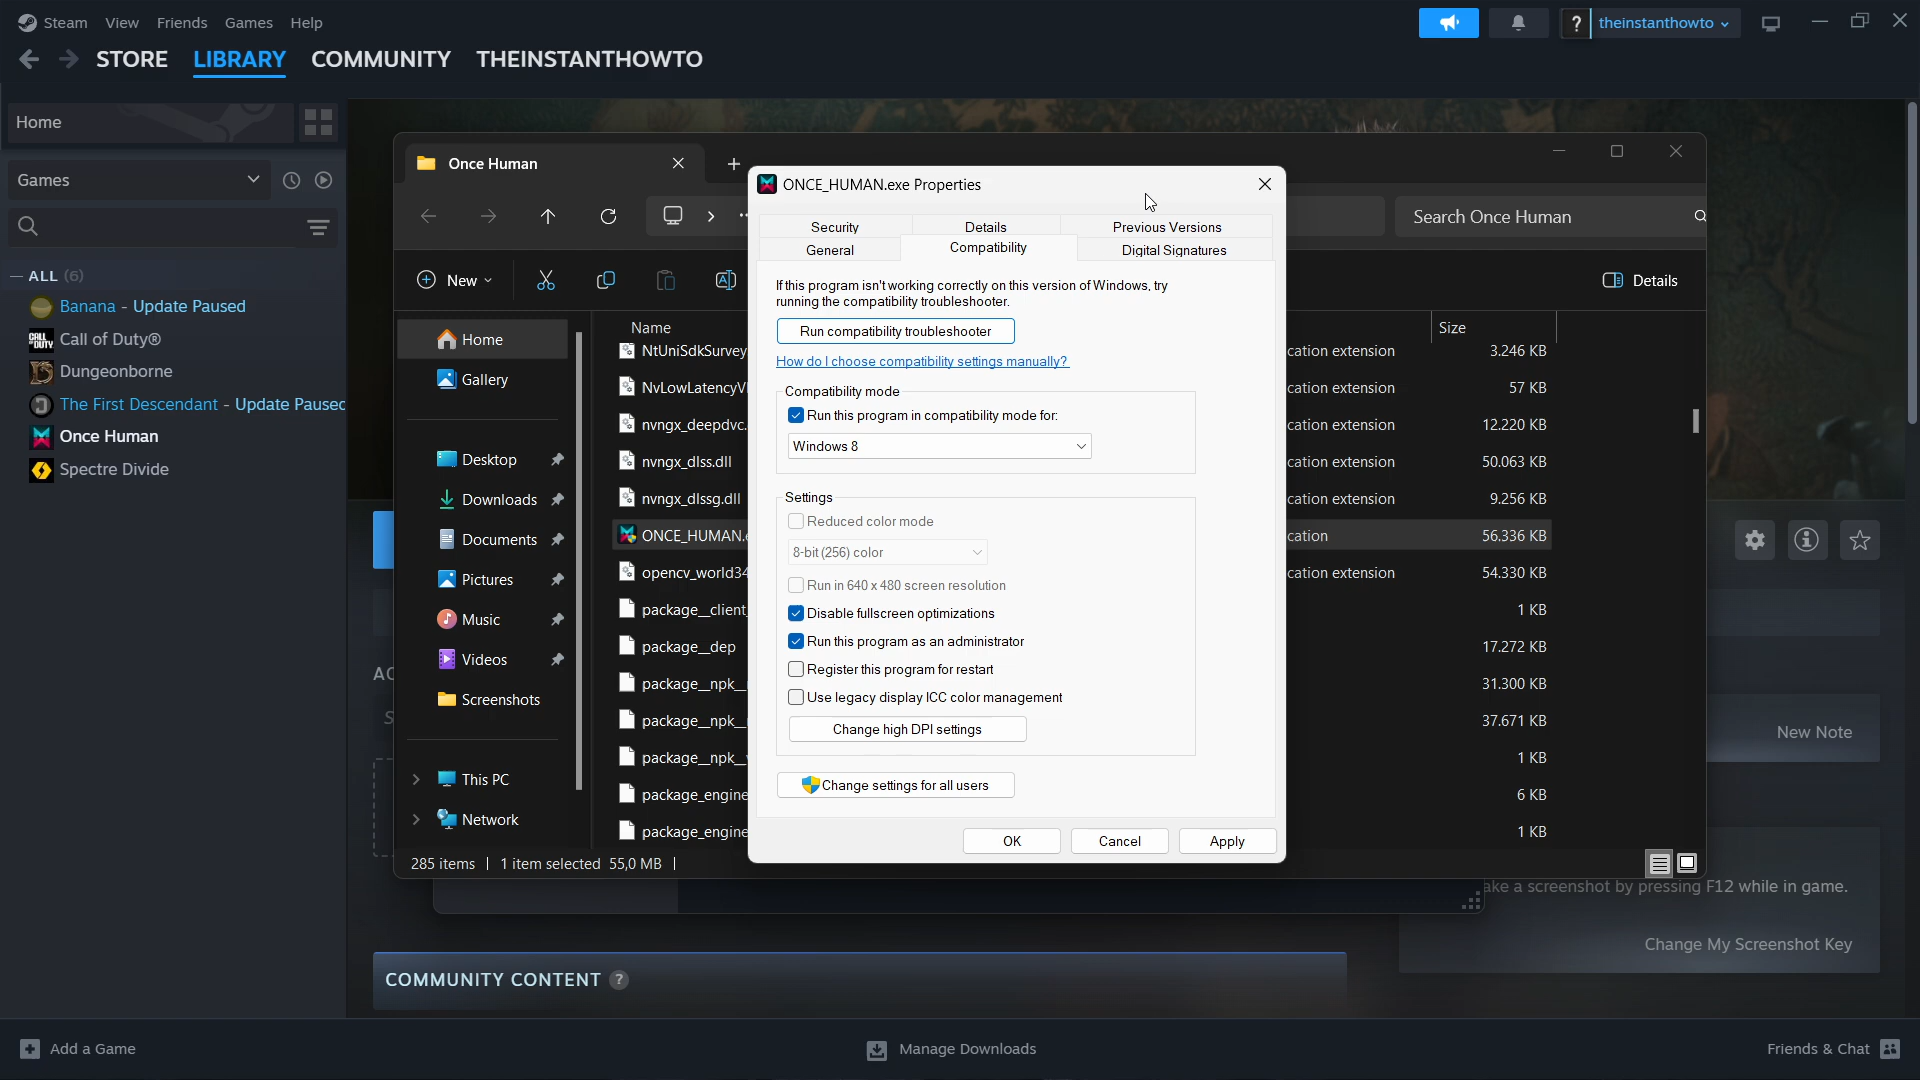 Steam View Friends Games Help
? theinstanthowto
STORE LIBRARY COMMUNITY THEINSTANTHOWTO
Home
Games
ALL (6)
Banana - Update Paused
CALL DUTY
Call of Duty®
Dungeonborne
The First Descendant - Update Paused
Once Human
Spectre Divide
Once Human
Search Once Human
New
Details
Home
Gallery
Desktop
Downloads
Documents
Pictures
Music
Videos
Screenshots
This PC
Network
Name
Size
NtUniSdkSurvey
cation extension 3.246 KB
NvLowLatencyV
cation extension 57 KB
nvngx_deepdvc.
cation extension 12.220 KB
nvngx_dlss.dll
cation extension 50.063 KB
nvngx_dlssg.dll
cation extension 9.256 KB
ONCE_HUMAN.e
cation 56.336 KB
opencv_world34
cation extension 54.330 KB
package_client_
1 KB
package_dep
17.272 KB
package_npk_
31.300 KB
package_npk_
37.671 KB
package_npk_
1 KB
package_engine
6 KB
package_engine
1 KB
285 items 1 item selected 55,0 MB
ONCE_HUMAN.exe Properties
Security Details Previous Versions
General Compatibility Digital Signatures
If this program isn't working correctly on this version of Windows, try
running the compatibility troubleshooter.
Run compatibility troubleshooter
How do I choose compatibility settings manually?
Compatibility mode
Run this program in compatibility mode for:
Windows 8
Settings
Reduced color mode
8-bit (256) color
Run in 640 x 480 screen resolution
Disable fullscreen optimizations
Run this program as an administrator
Register this program for restart
Use legacy display ICC color management
Change high DPI settings
Change settings for all users
OK Cancel Apply
AC
S
New Note
ake a screenshot by pressing F12 while in game.
Change My Screenshot Key
COMMUNITY CONTENT ?
Add a Game
Manage Downloads
Friends & Chat